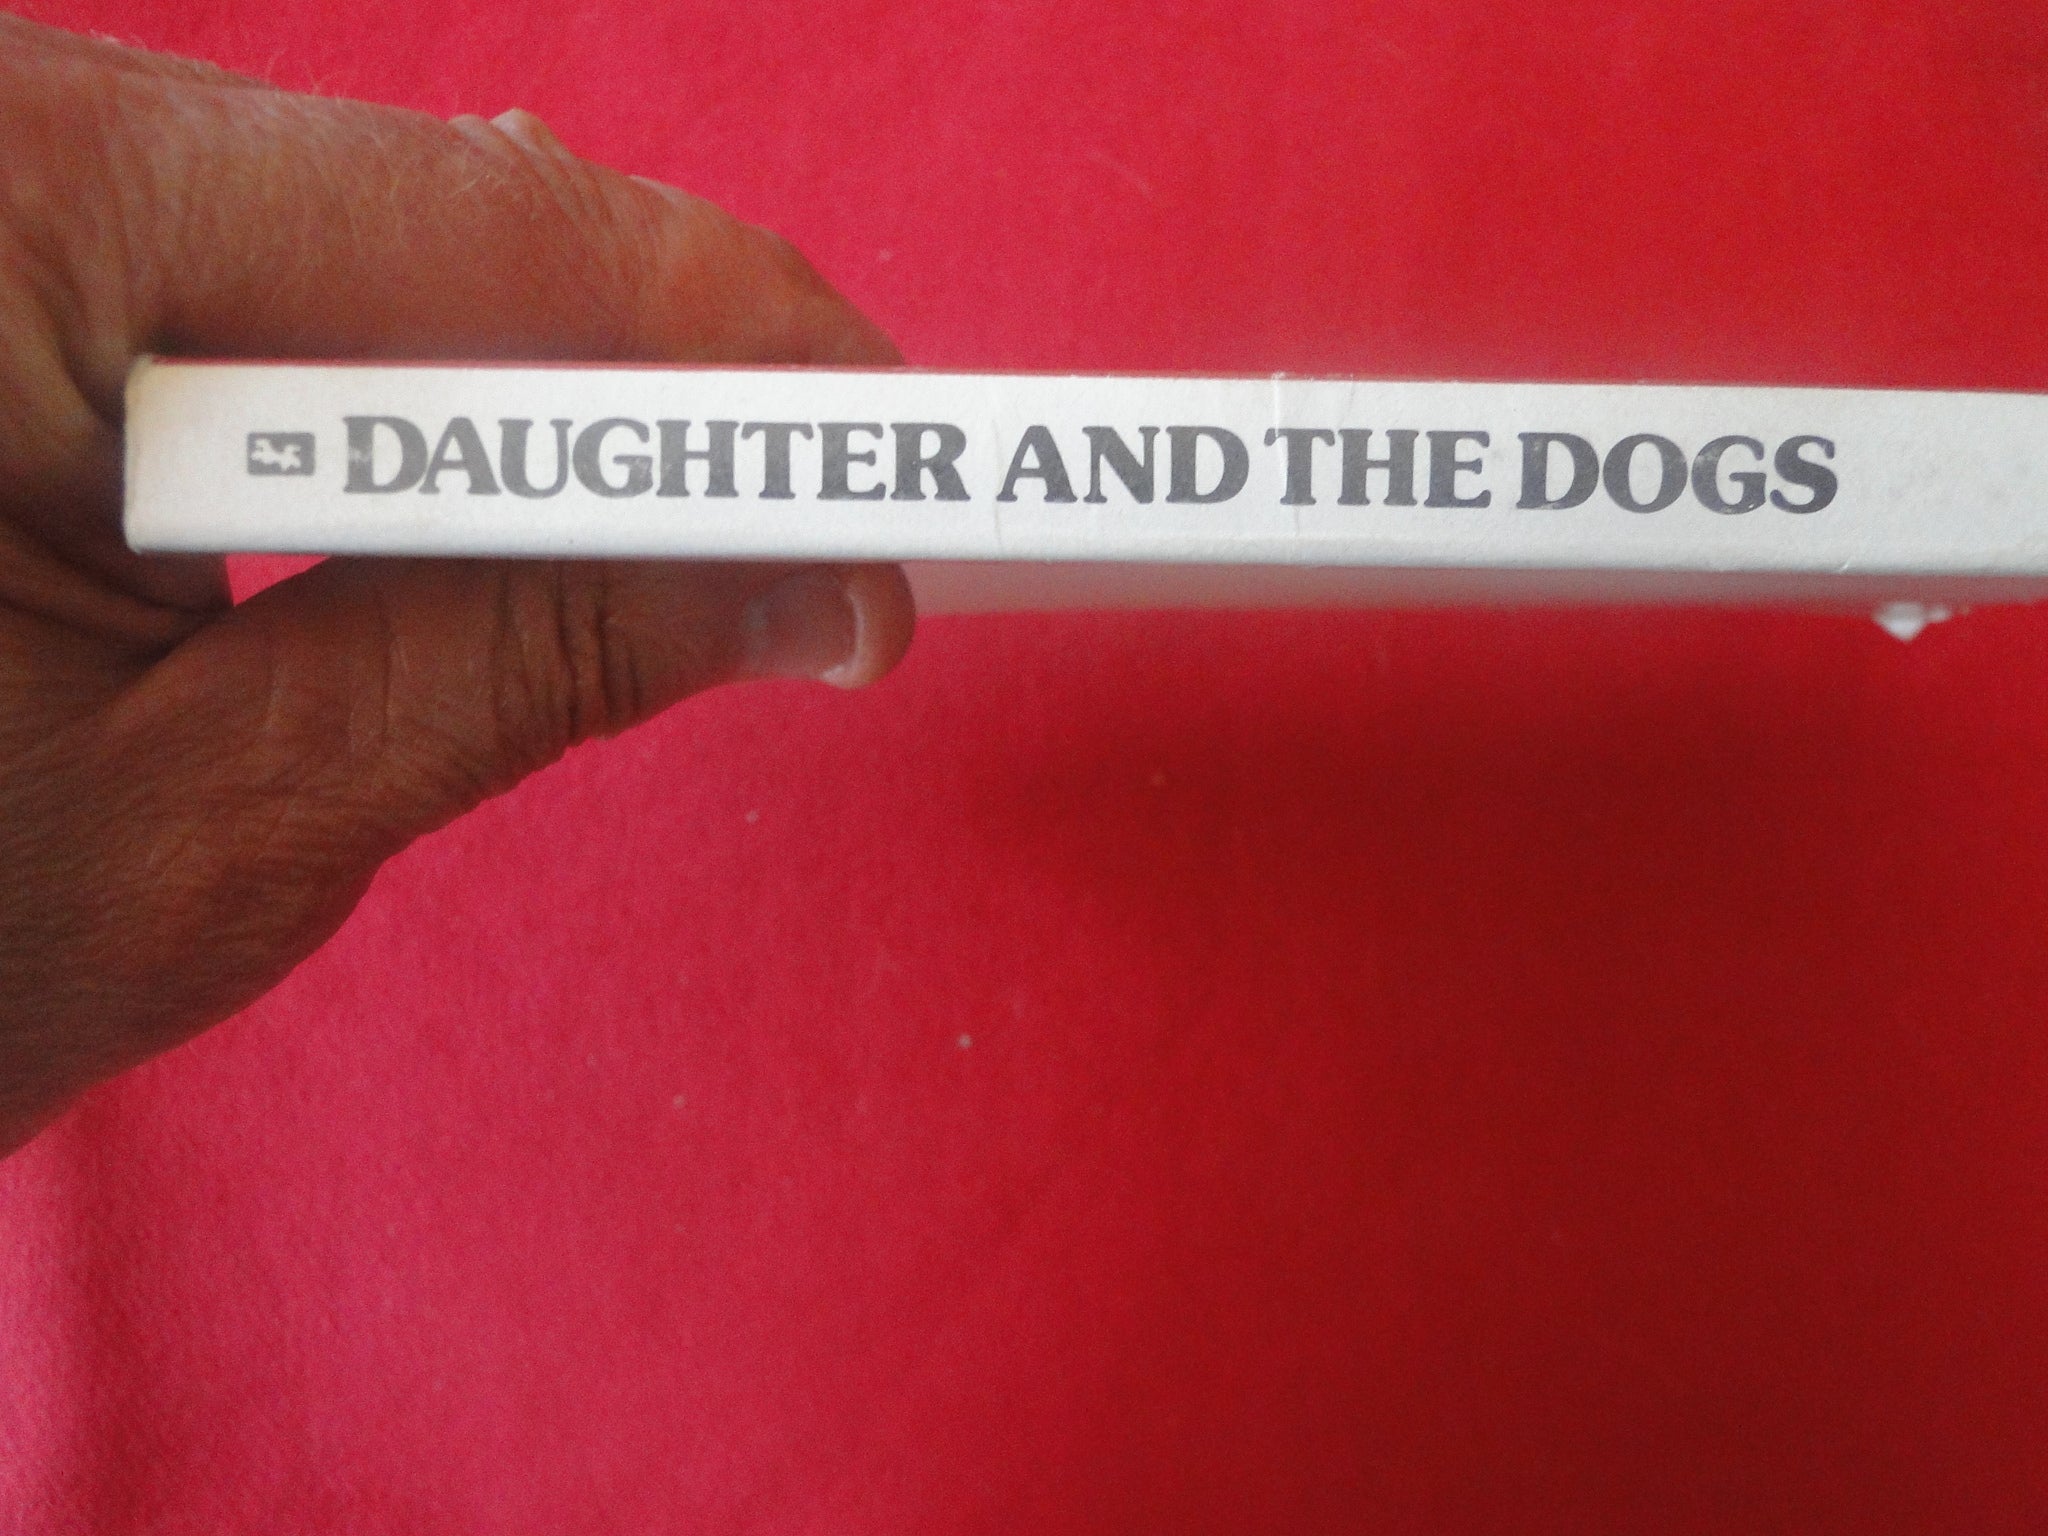 DAUGHTER AND THE DOGS